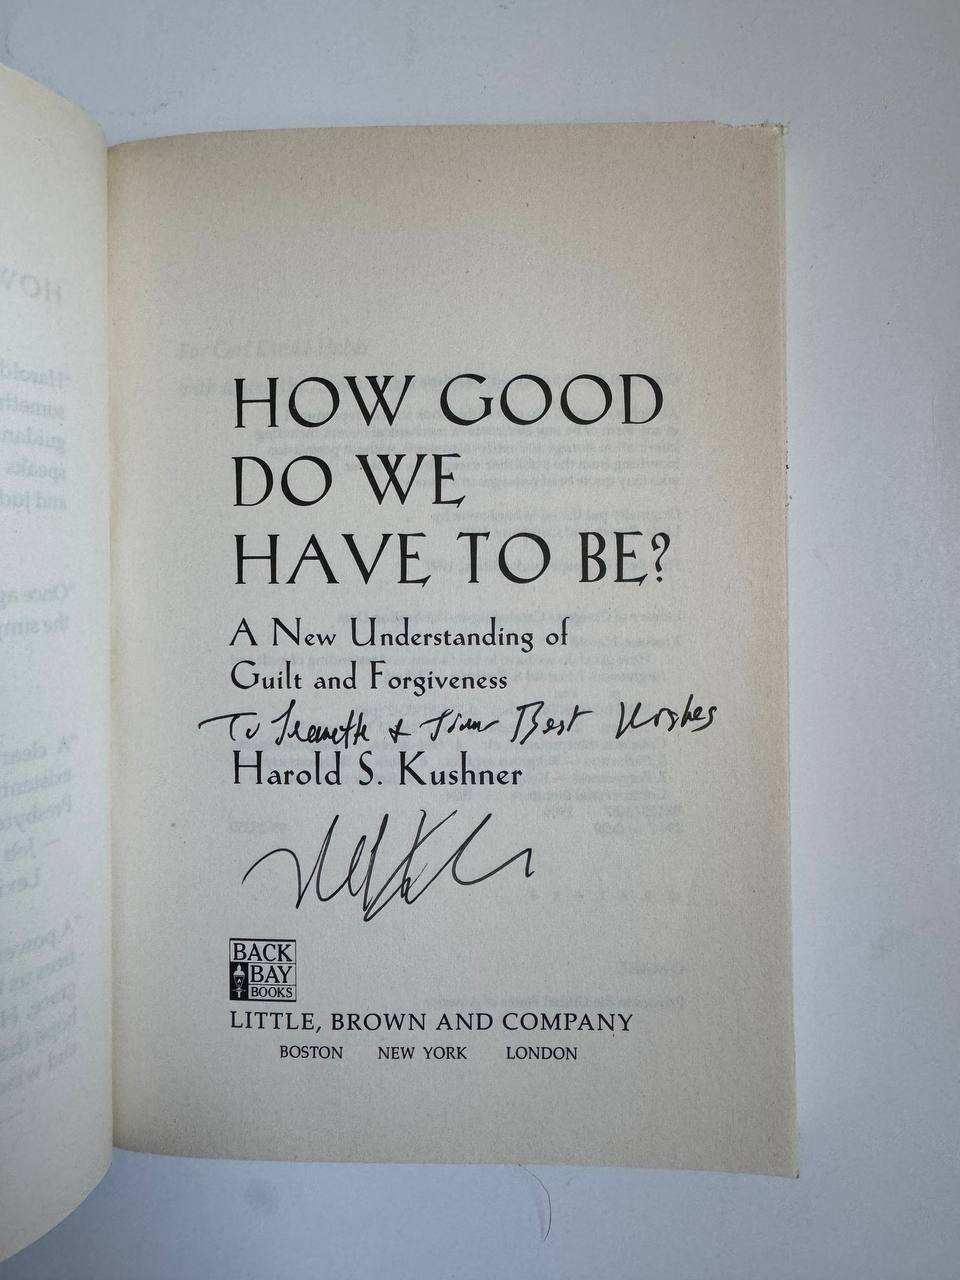 HOW GOOD
DO WE
HAVE TO BE?
A New Understanding of
Guilt and Forgiveness
To & Best Wishes
Harold S. Kushner
BACK
BAY
BOOKS
LITTLE, BROWN AND COMPANY
BOSTON NEW YORK LONDON